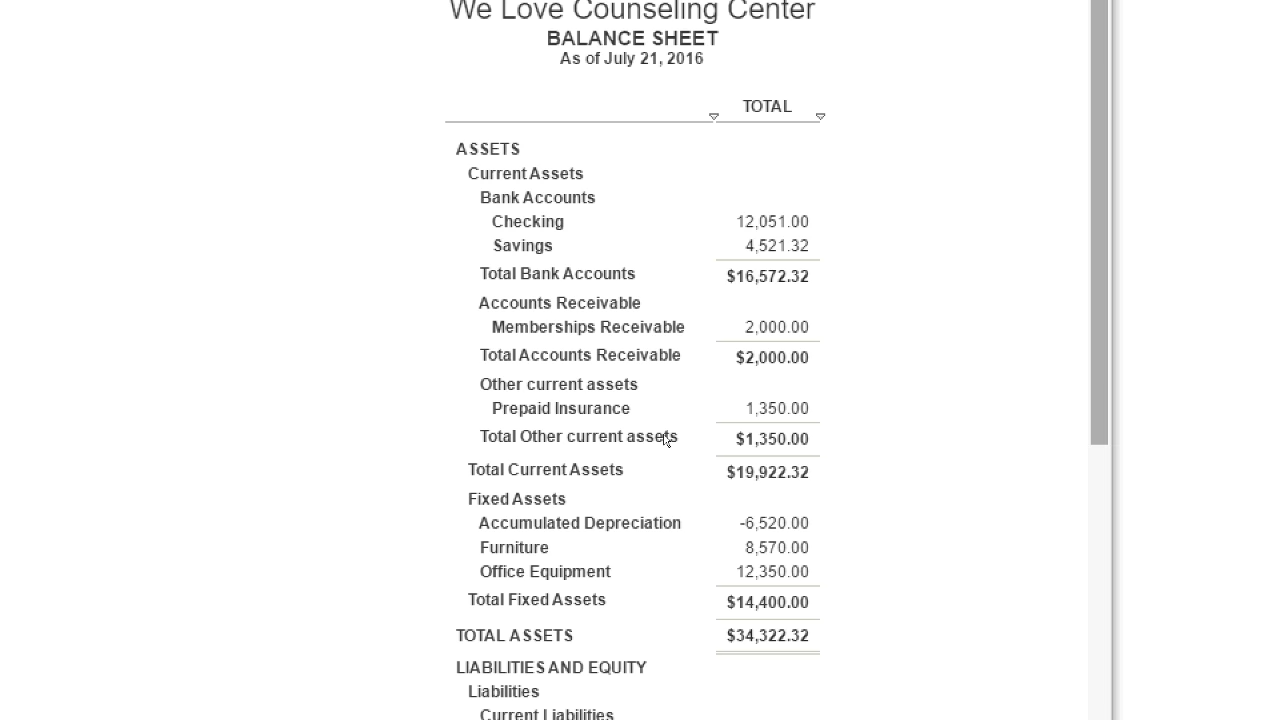 We Love Counseling Center
BALANCE SHEET
As of July 21, 2016
TOTAL
ASSETS
Current Assets
Bank Accounts
Checking 12,051.00
Savings 4,521.32
Total Bank Accounts $16,572.32
Accounts Receivable
Memberships Receivable 2,000.00
Total Accounts Receivable $2,000.00
Other current assets
Prepaid Insurance 1,350.00
Total Other current assets $1,350.00
Total Current Assets $19,922.32
Fixed Assets
Accumulated Depreciation -6,520.00
Furniture 8,570.00
Office Equipment 12,350.00
Total Fixed Assets $14,400.00
TOTAL ASSETS $34,322.32
LIABILITIES AND EQUITY
Liabilities
Current Liabilities